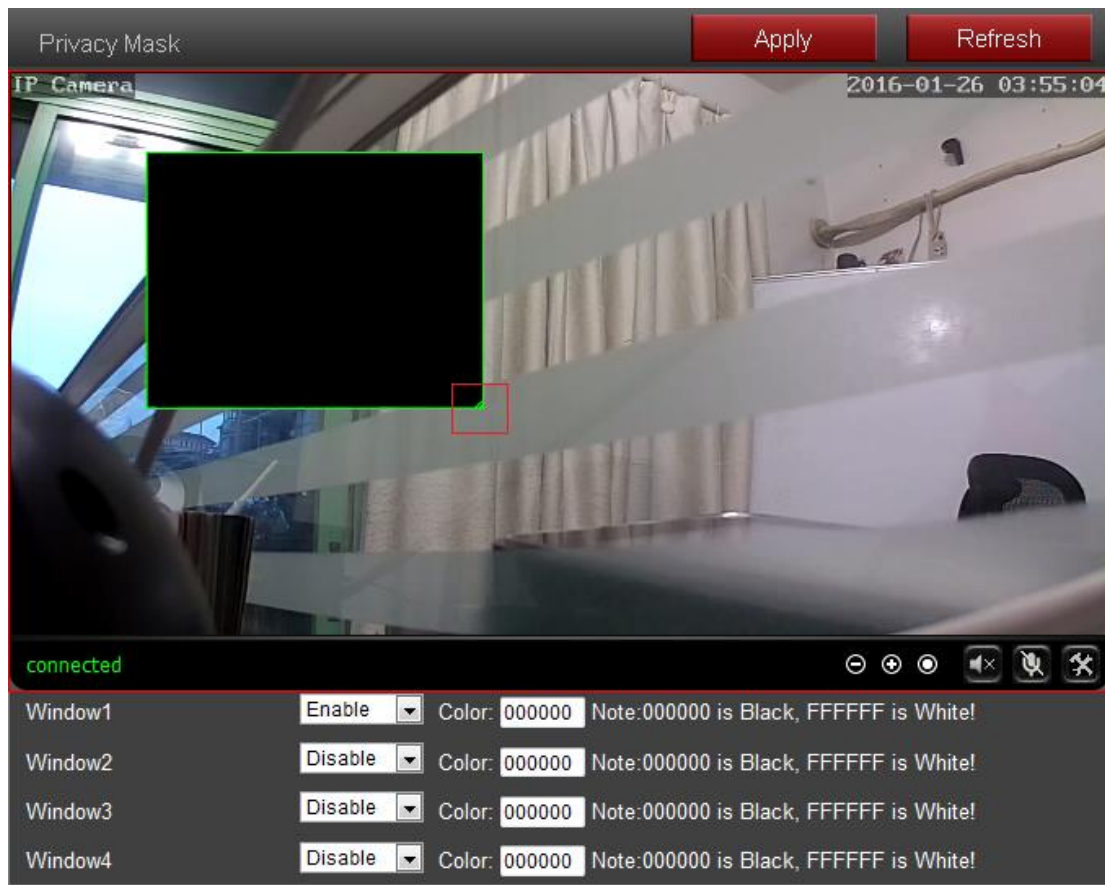 Privacy Mask Apply Refresh
IP Camera 2016-01-26 03:55:04
connected
Window1 Enable Color: 000000 Note:000000 is Black, FFFFFF is White!
Window2 Disable Color: 000000 Note:000000 is Black, FFFFFF is White!
Window3 Disable Color: 000000 Note:000000 is Black, FFFFFF is White!
Window4 Disable Color: 000000 Note:000000 is Black, FFFFFF is White!